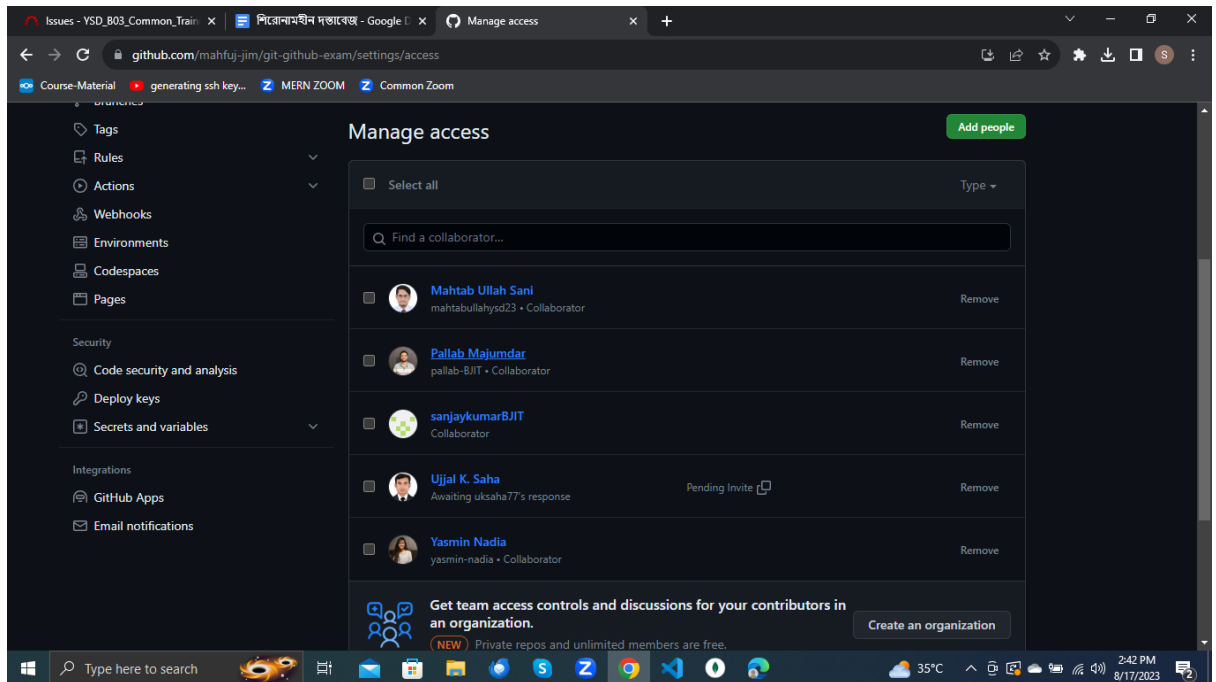 Issues - YSD_B03_Common_Train
শিরোনামহীন দস্তাবেজ - Google D
Manage access
github.com/mahfuj-jim/git-github-exam/settings/access
S
Course-Material
generating ssh key...
MERN ZOOM
Common Zoom
Branches
Tags
Rules
Actions
Webhooks
Environments
Codespaces
Pages
Security
Code security and analysis
Deploy keys
Secrets and variables
Integrations
GitHub Apps
Email notifications
Manage access
Add people
Select all
Type
Find a collaborator...
Mahtab Ullah Sani
mahtabullahysd23 • Collaborator
Remove
Pallab Majumdar
pallab-BJIT • Collaborator
Remove
sanjaykumarBJIT
Collaborator
Remove
Ujjal K. Saha
Awaiting uksaha77's response
Pending Invite
Remove
Yasmin Nadia
yasmin-nadia • Collaborator
Remove
Get team access controls and discussions for your contributors in
an organization.
NEW Private repos and unlimited members are free.
Create an organization
Type here to search
35°C
2:42 PM
8/17/2023
2